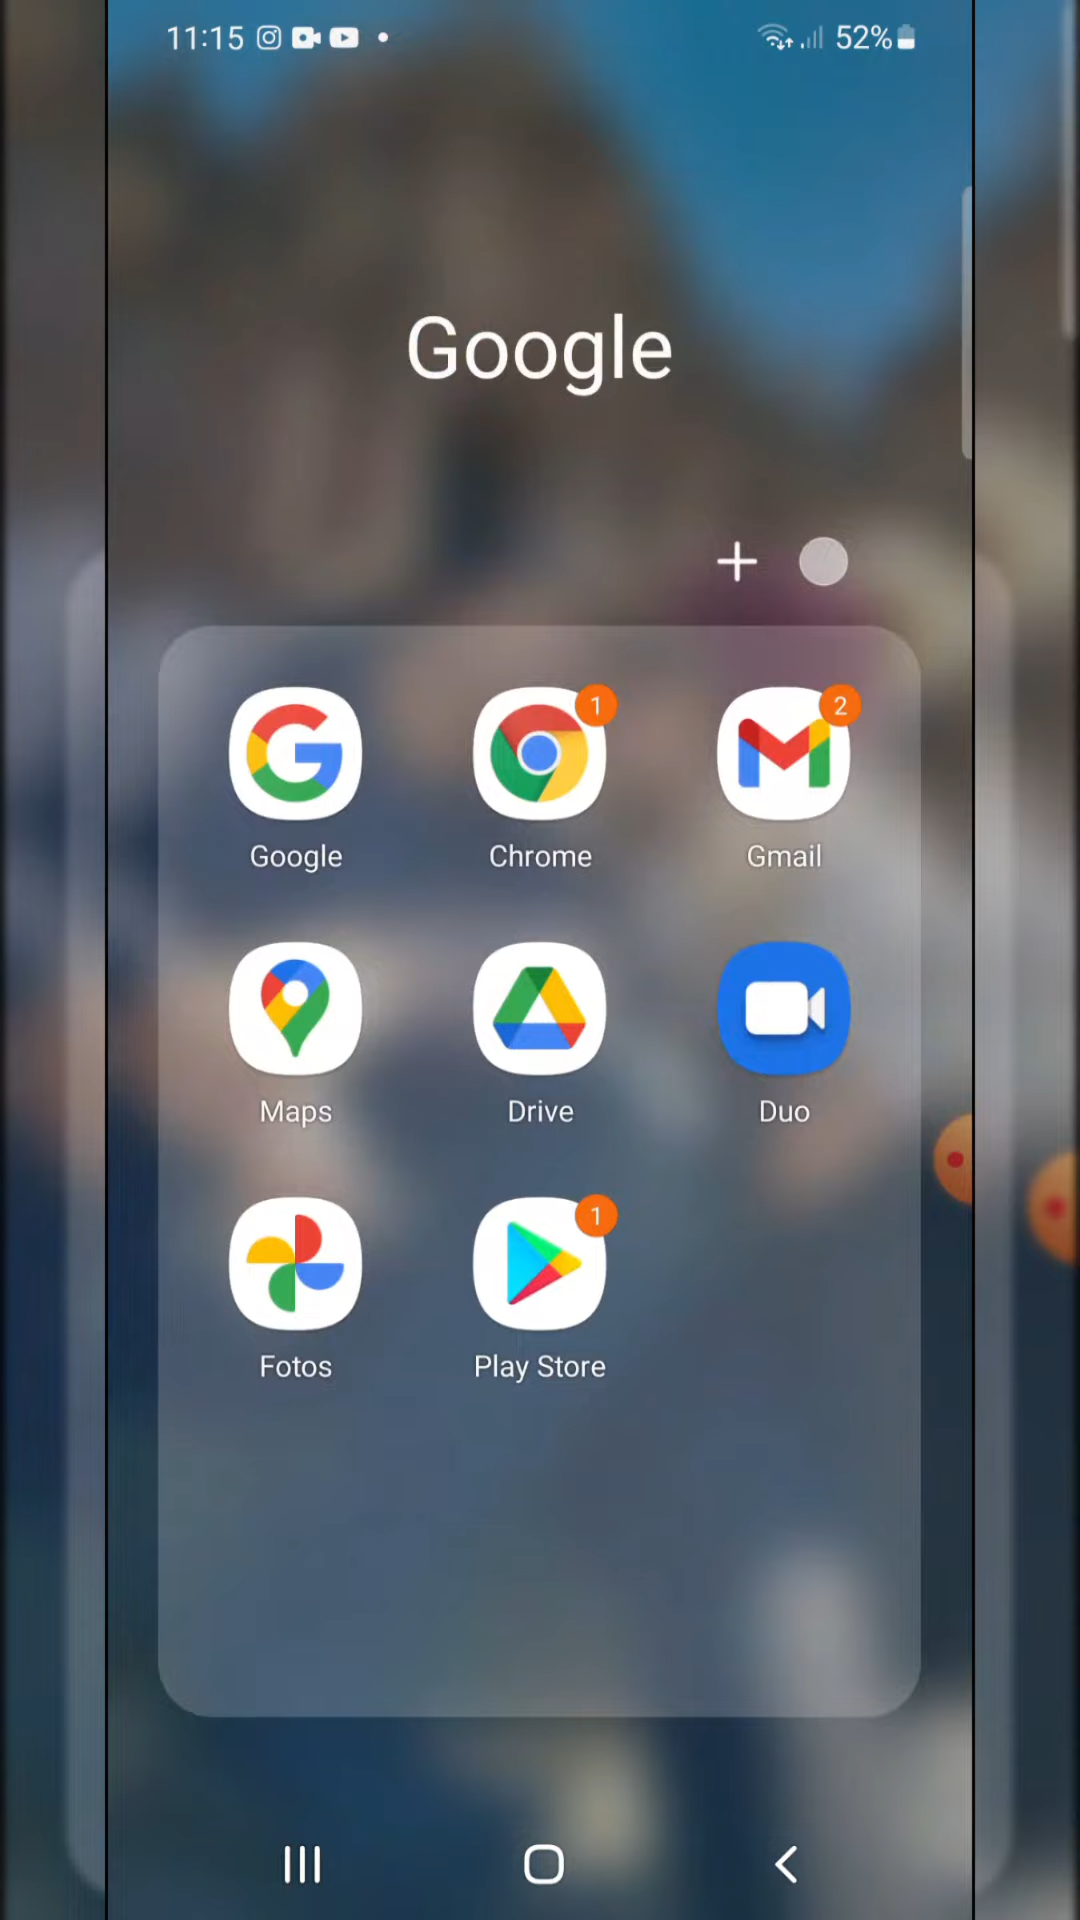 11:15 52%
Google
1 2
Google Chrome Gmail
Maps Drive Duo
1
Fotos Play Store